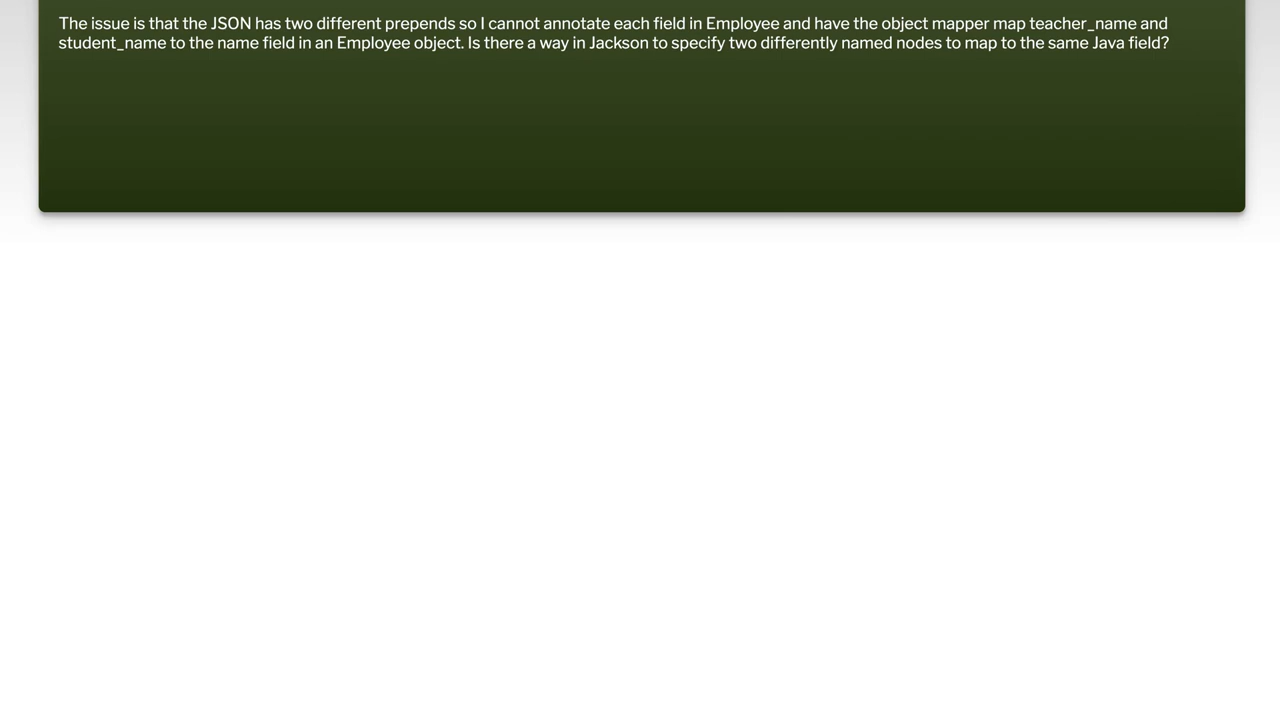 The issue is that the JSON has two different prepends so I cannot annotate each field in Employee and have the object mapper map teacher_name and
student_name to the name field in an Employee object. Is there a way in Jackson to specify two differently named nodes to map to the same Java field?